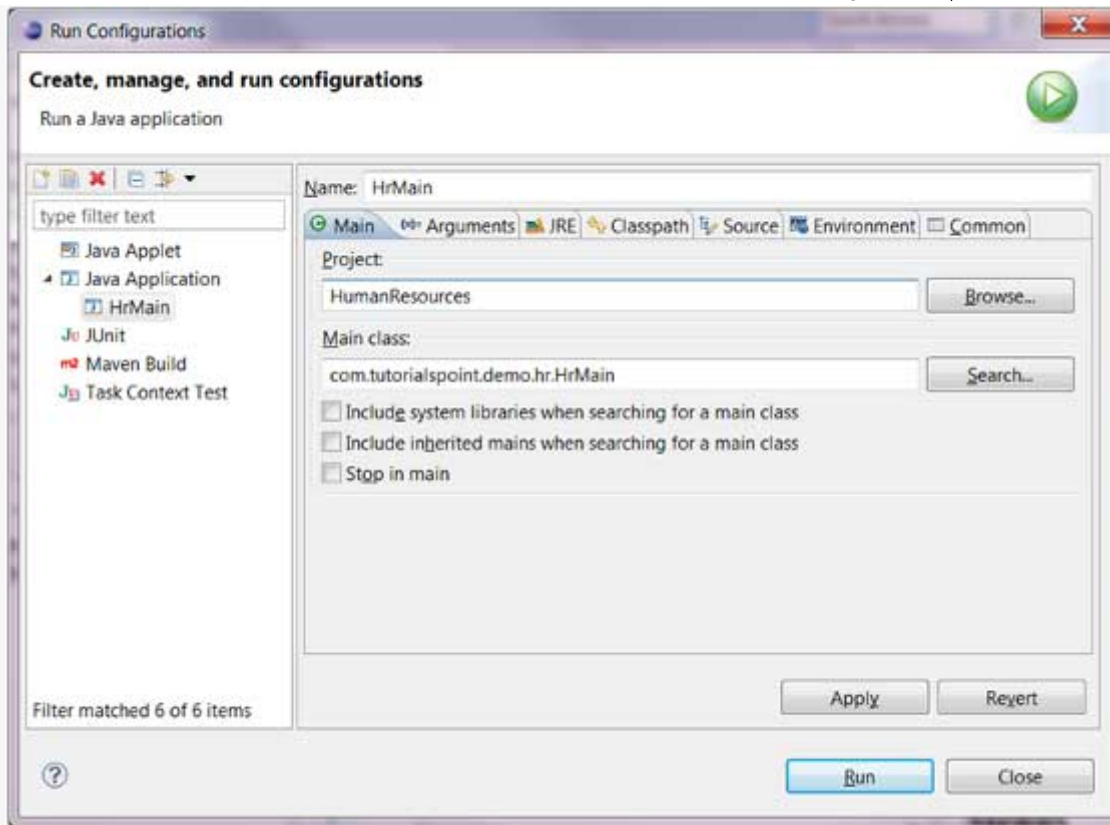 Run Configurations
Create, manage, and run configurations
Run a Java application
type filter text
Java Applet
Java Application
HrMain
JUnit
Maven Build
Task Context Test
Filter matched 6 of 6 items
Name: HrMain
Main Arguments JRE Classpath Source Environment Common
Project:
HumanResources Browse...
Main class:
com.tutorialspoint.demo.hr.HrMain Search...
Include system libraries when searching for a main class
Include inherited mains when searching for a main class
Stop in main
Apply Revert
Run Close